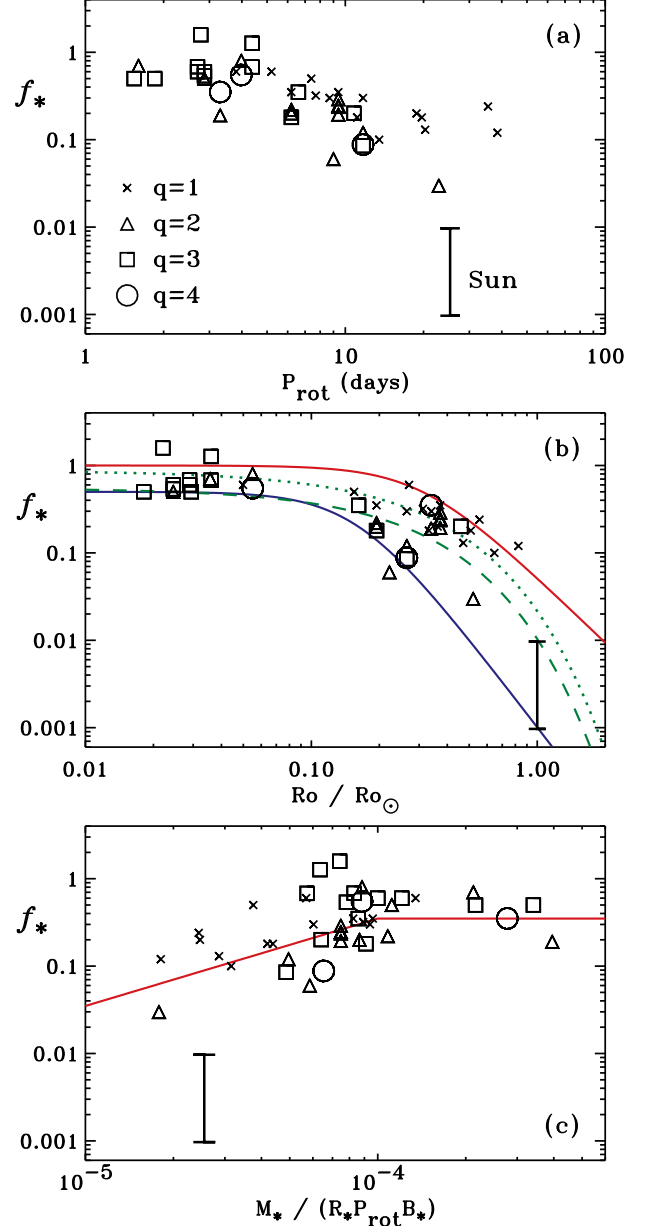 (a)
1
f*
0.1
0.01
0.001
× q=1
△ q=2
□ q=3
○ q=4
Sun
1 10 100
P_rot (days)
(b)
1
f*
0.1
0.01
0.001
0.01 0.10 1.00
Ro / Ro☉
1
f*
0.1
0.01
0.001
(c)
10^-5 10^-4
M* / (R*P_rotB*)